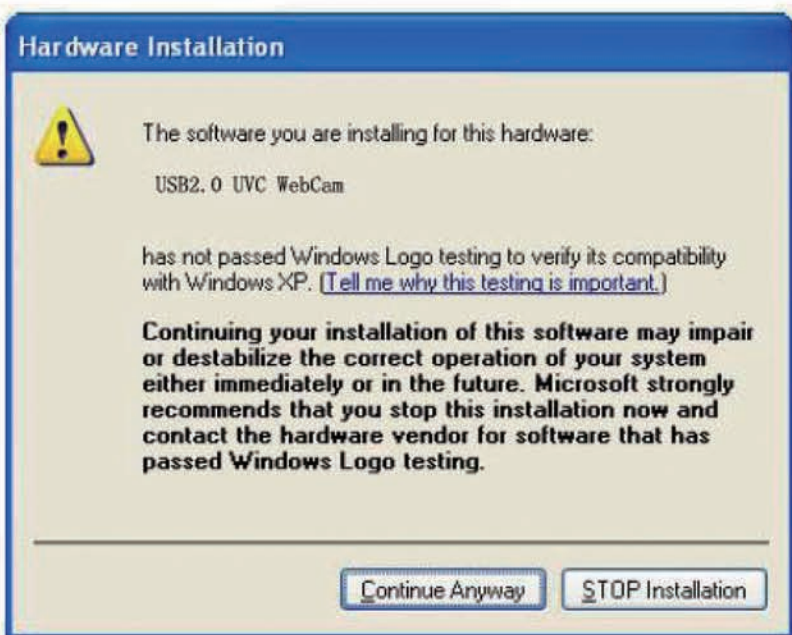 Hardware Installation
The software you are installing for this hardware:
USB2.0 UVC WebCam
has not passed Windows Logo testing to verify its compatibility
with Windows XP. (Tell me why this testing is important.)
Continuing your installation of this software may impair
or destabilize the correct operation of your system
either immediately or in the future. Microsoft strongly
recommends that you stop this installation now and
contact the hardware vendor for software that has
passed Windows Logo testing.
Continue Anyway STOP Installation